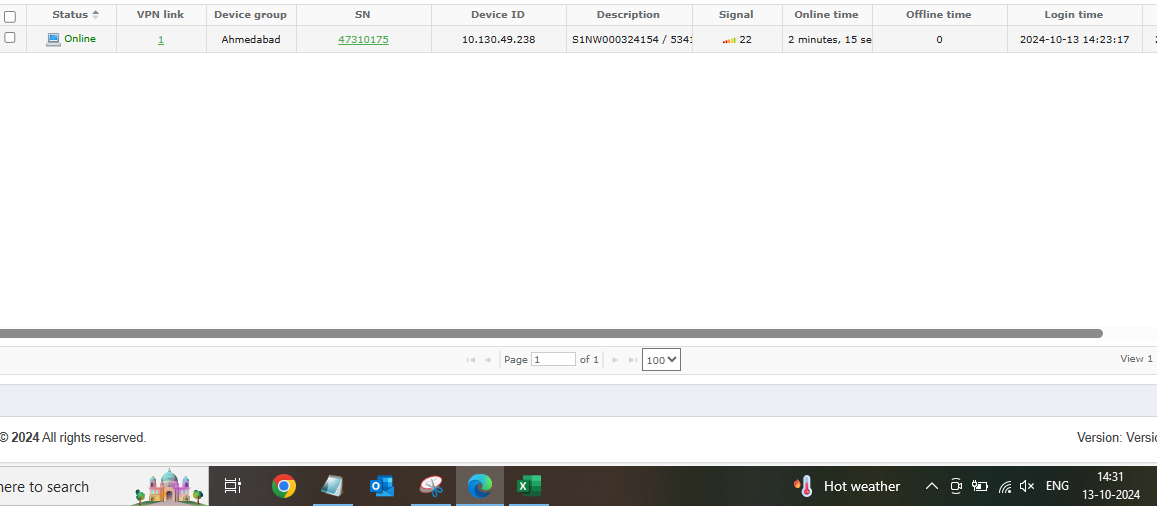 Status VPN link Device group SN Device ID Description Signal Online time Offline time Login time
Online 1 Ahmedabad 47310175 10.130.49.238 S1NW000324154 / 5341 22 2 minutes, 15 se 0 2024-10-13 14:23:17
Page 1 of 1 100 View 1
© 2024 All rights reserved. Version: Versio
here to search Hot weather ENG 14:31
13-10-2024